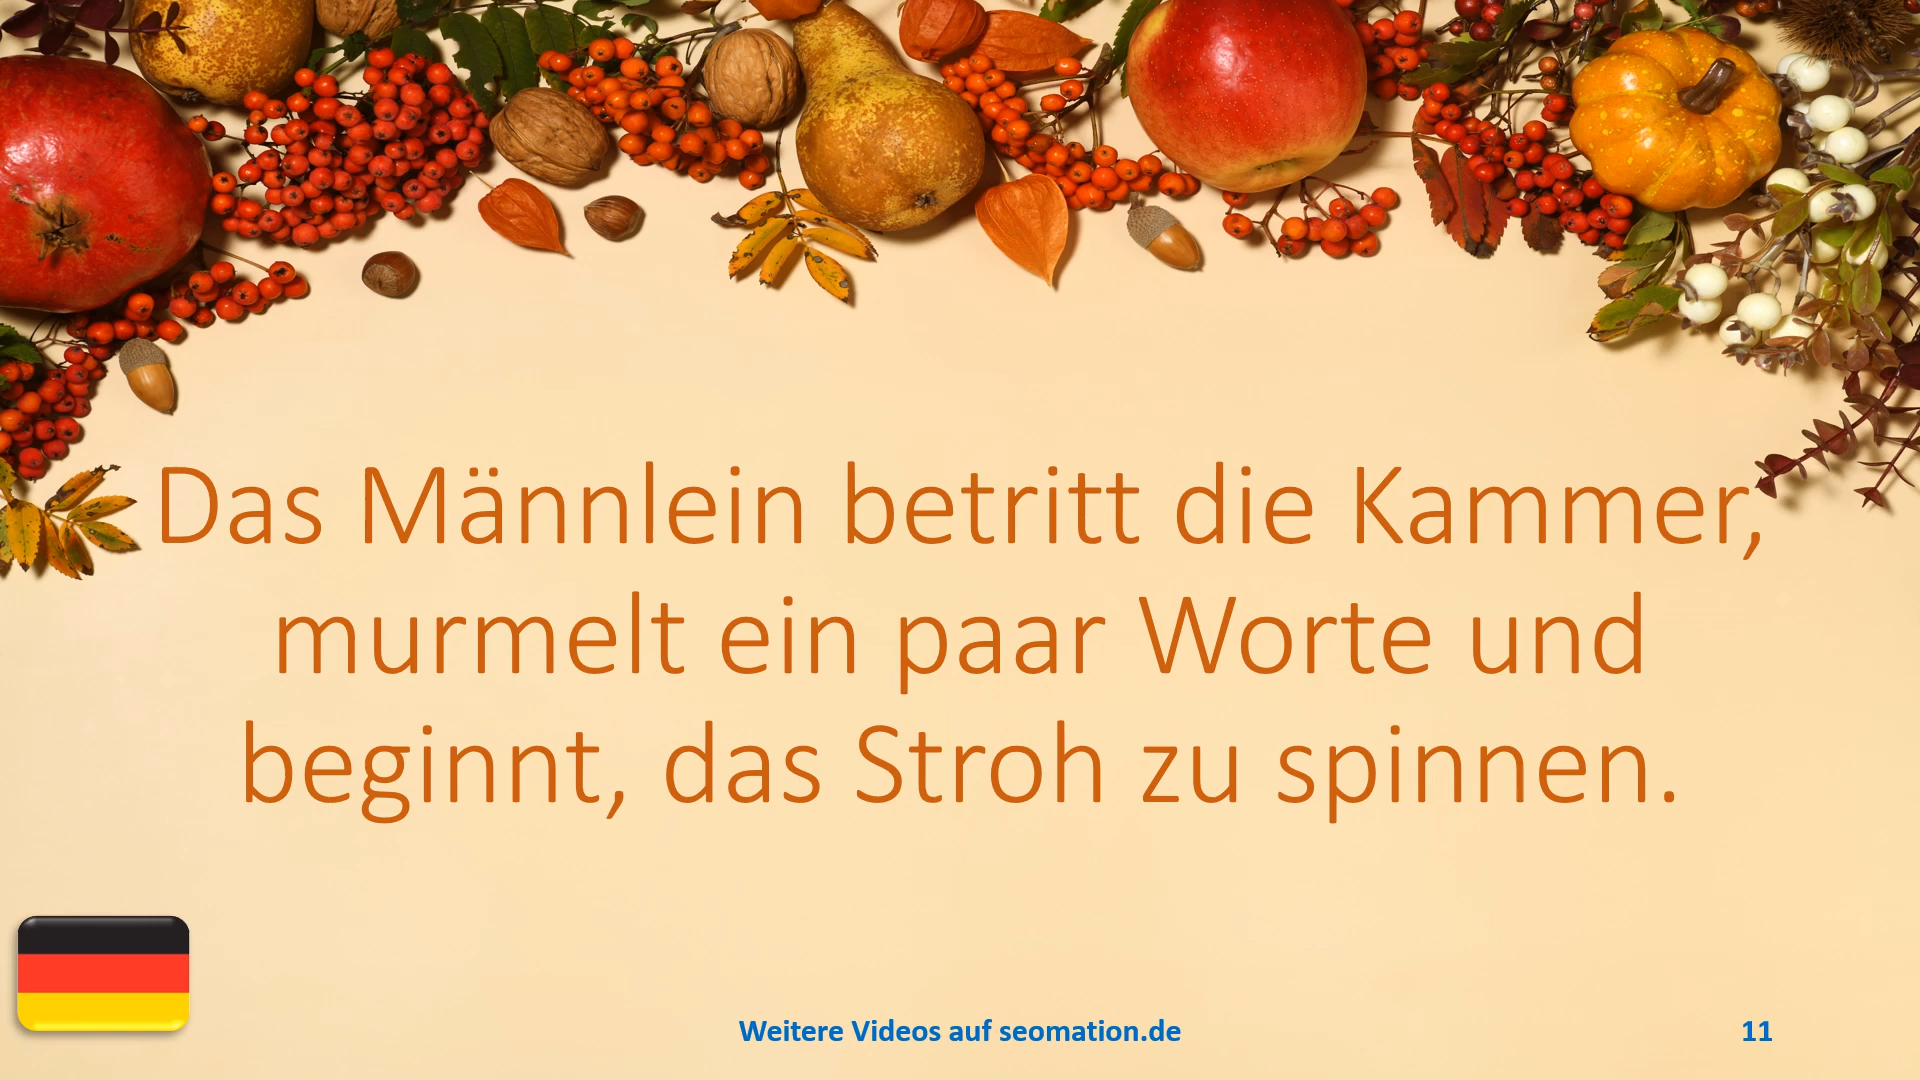 Das Männlein betritt die Kammer,
murmelt ein paar Worte und
beginnt, das Stroh zu spinnen.
Weitere Videos auf seomation.de
11